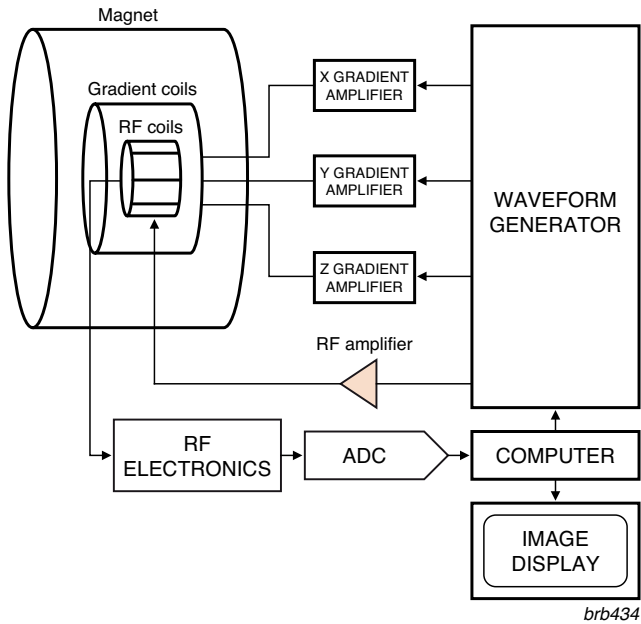 Magnet
Gradient coils
RF coils
X GRADIENT
AMPLIFIER
Y GRADIENT
AMPLIFIER
Z GRADIENT
AMPLIFIER
WAVEFORM
GENERATOR
RF amplifier
RF
ELECTRONICS
ADC
COMPUTER
IMAGE
DISPLAY
brb434